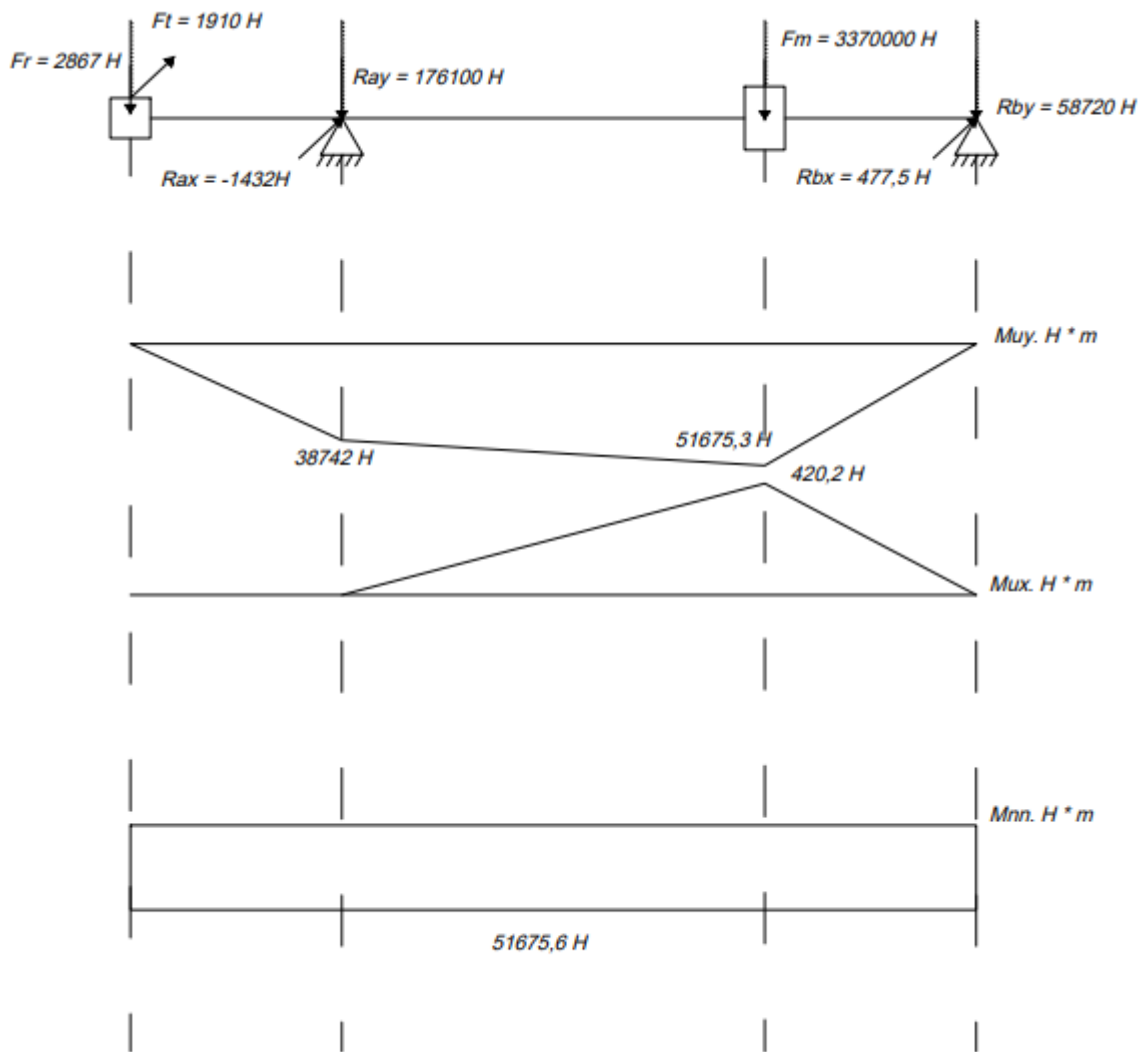 Ft = 1910 H
Fr = 2867 H
Fm = 3370000 H
Ray = 176100 H
Rby = 58720 H
Rax = -1432H
Rbx = 477,5 H
Muy. H * m
51675,3 H
38742 H
420,2 H
Mux. H * m
Mnn. H * m
51675,6 H